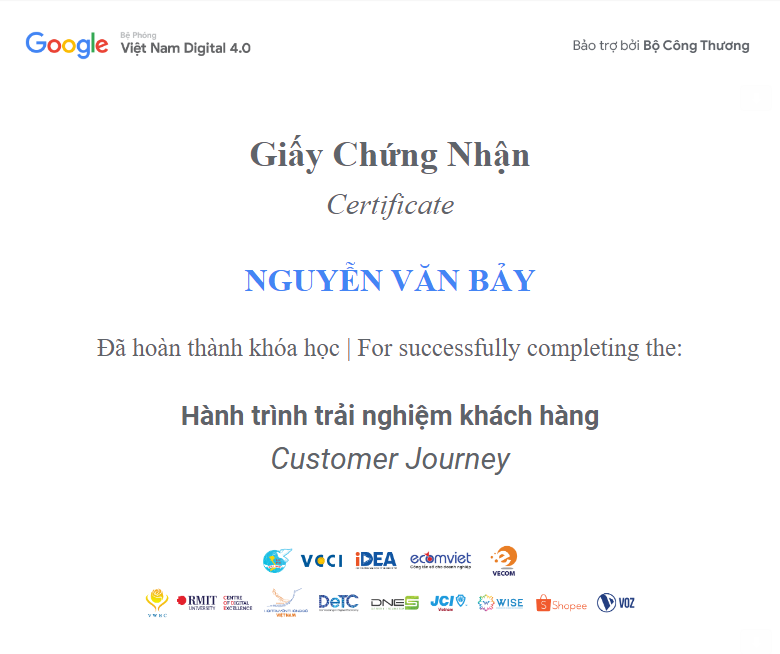 Google
Bệ Phóng
Việt Nam Digital 4.0
Bảo trợ bởi Bộ Công Thương
Giấy Chứng Nhận
Certificate
NGUYỄN VĂN BẢY
Đã hoàn thành khóa học | For successfully completing the:
Hành trình trải nghiệm khách hàng
Customer Journey
VCCI iDEA ecomviet VECOM
VWEC RMIT UNIVERSITY CENTRE OF DIGITAL EXCELLENCE VIETNAM DeTC DNES JCI Vietnam WISE Shopee VOZ